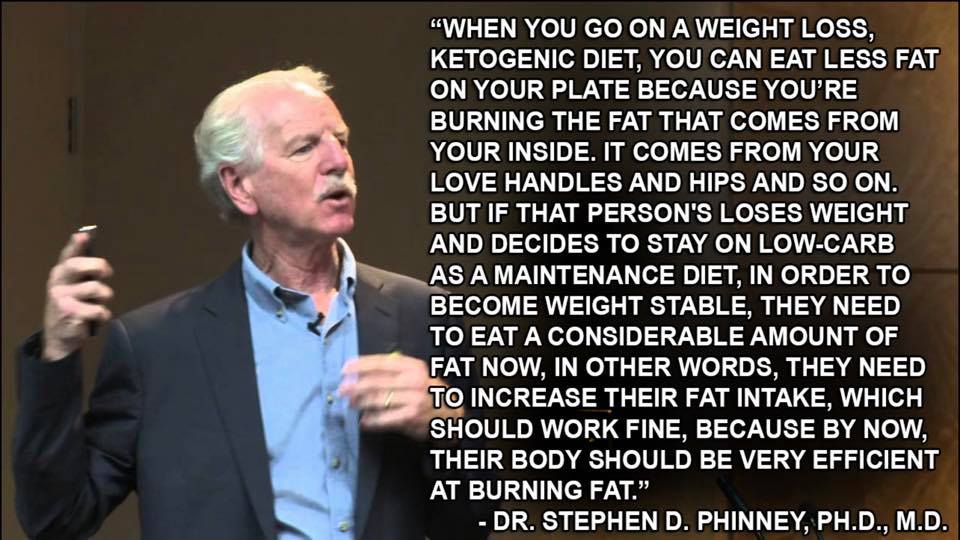 “WHEN YOU GO ON A WEIGHT LOSS,
KETOGENIC DIET, YOU CAN EAT LESS FAT
ON YOUR PLATE BECAUSE YOU’RE
BURNING THE FAT THAT COMES FROM
YOUR INSIDE. IT COMES FROM YOUR
LOVE HANDLES AND HIPS AND SO ON.
BUT IF THAT PERSON'S LOSES WEIGHT
AND DECIDES TO STAY ON LOW-CARB
AS A MAINTENANCE DIET, IN ORDER TO
BECOME WEIGHT STABLE, THEY NEED
TO EAT A CONSIDERABLE AMOUNT OF
FAT NOW, IN OTHER WORDS, THEY NEED
TO INCREASE THEIR FAT INTAKE, WHICH
SHOULD WORK FINE, BECAUSE BY NOW,
THEIR BODY SHOULD BE VERY EFFICIENT
AT BURNING FAT.”
- DR. STEPHEN D. PHINNEY, PH.D., M.D.